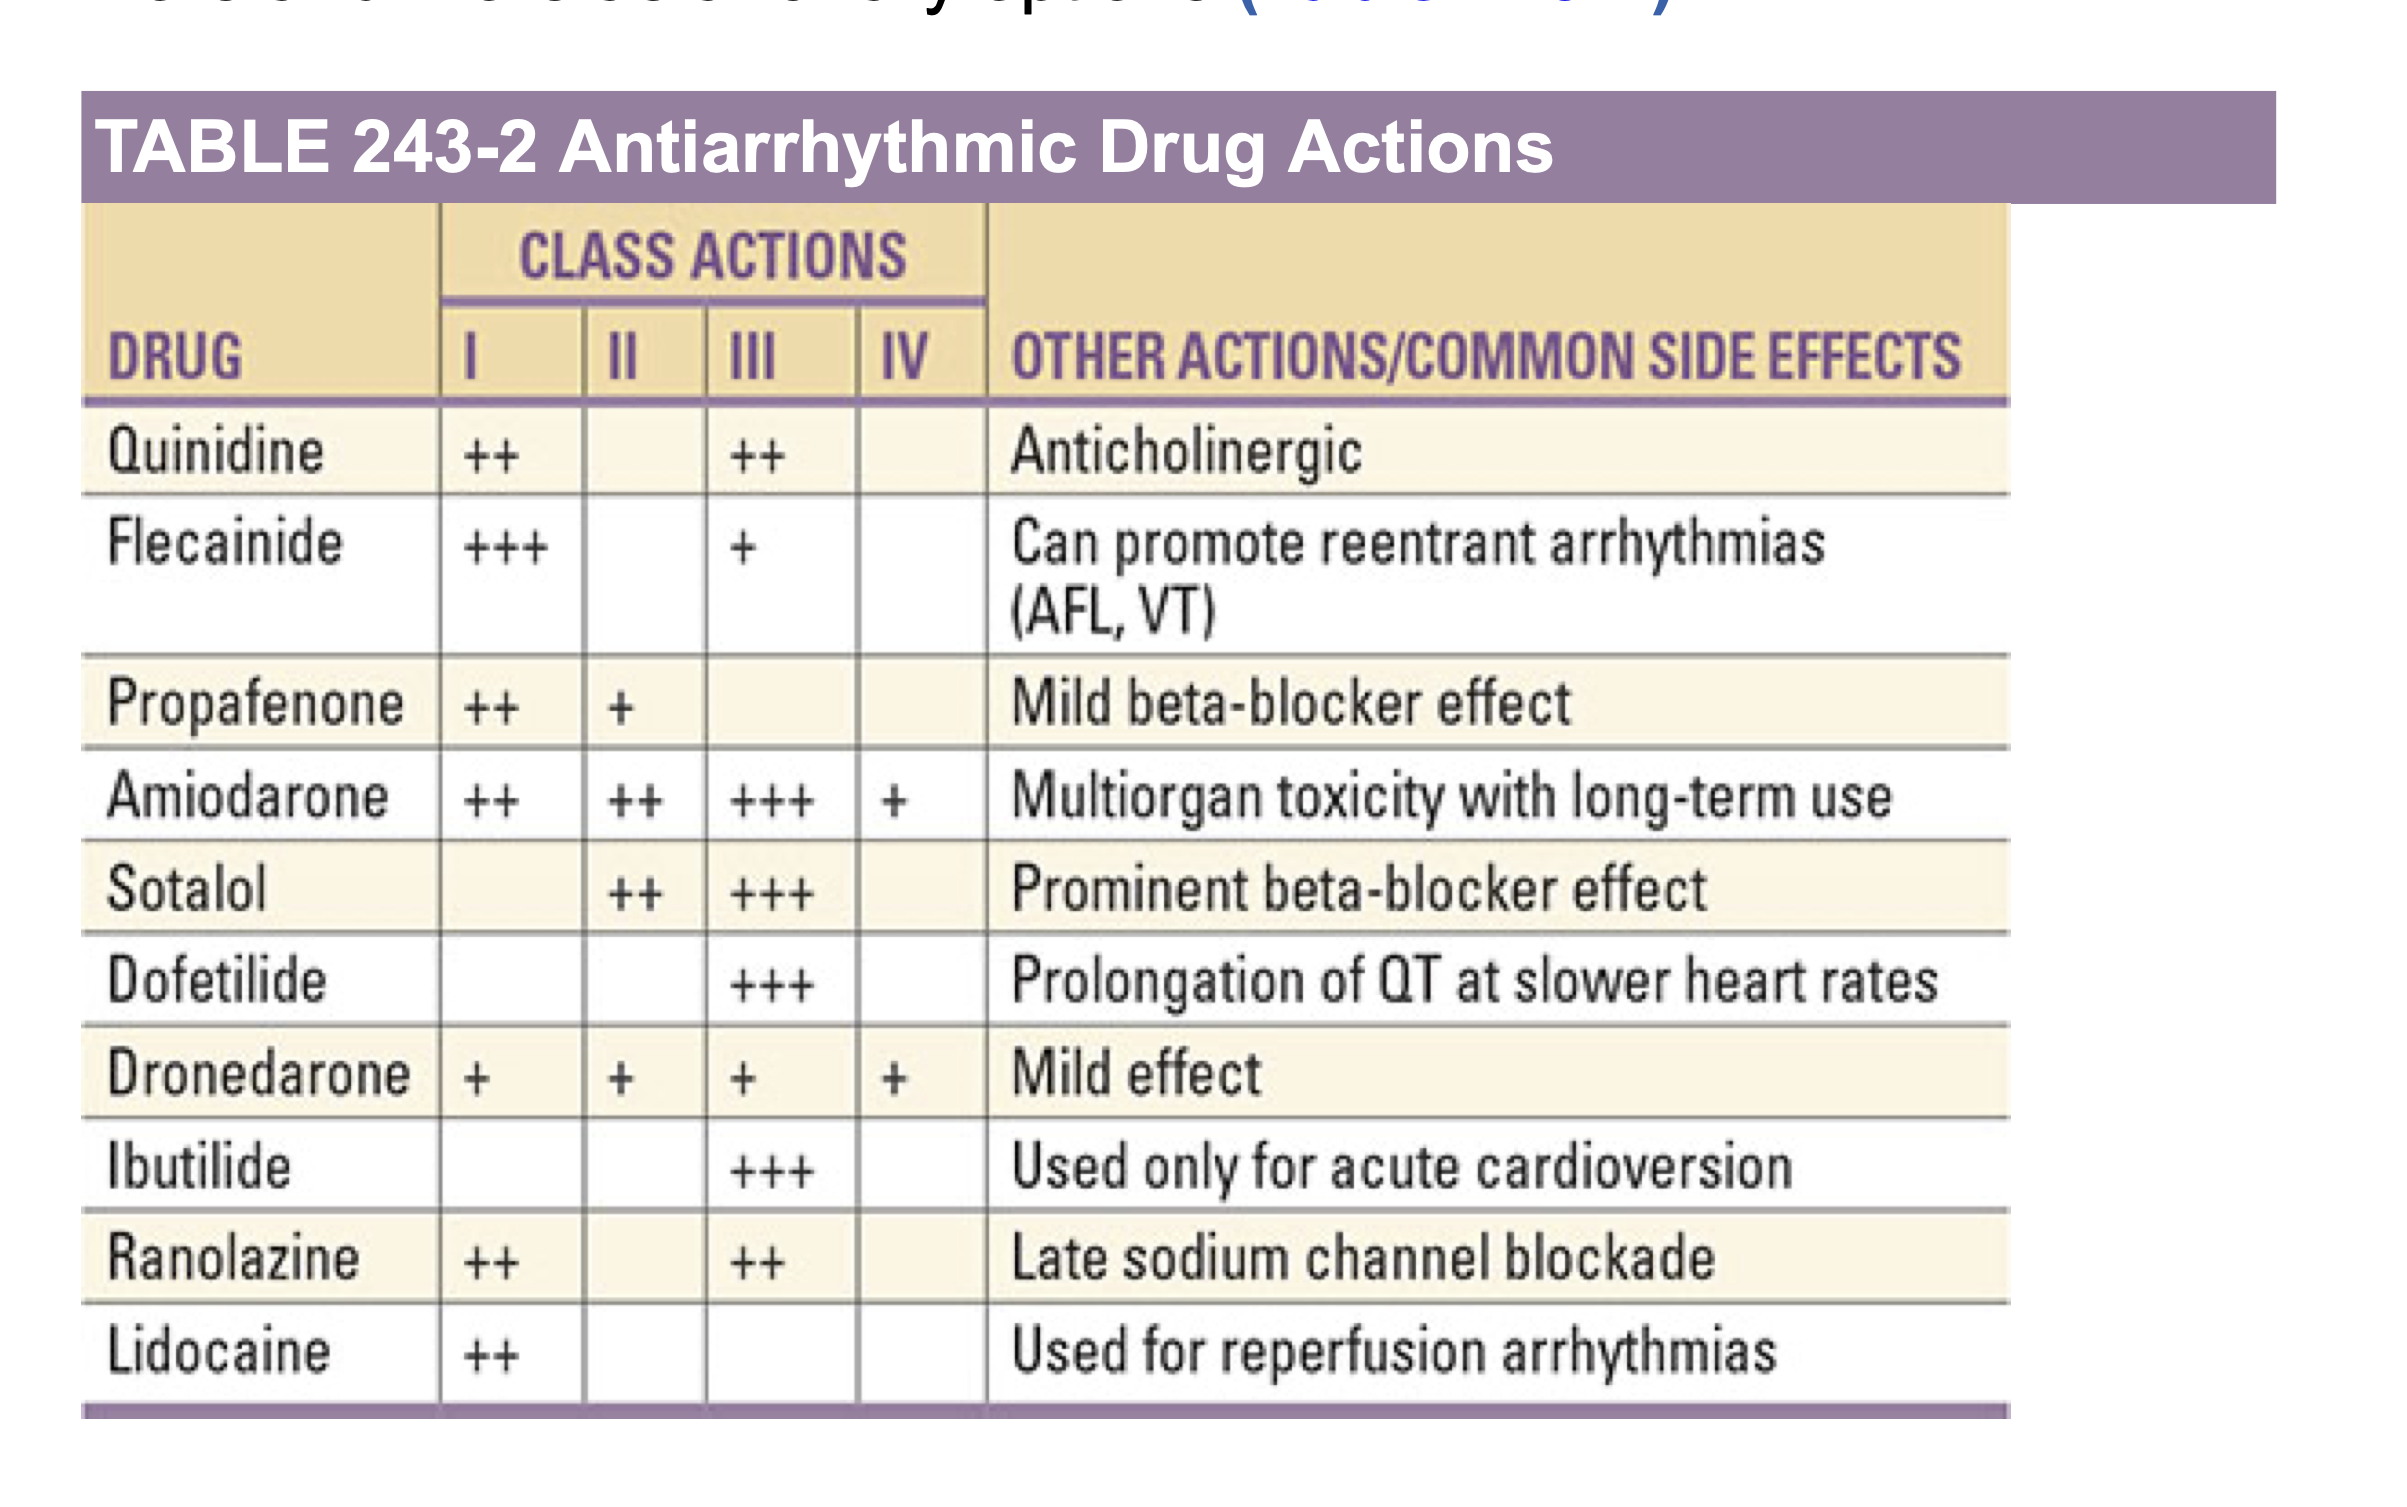 TABLE 243-2 Antiarrhythmic Drug Actions
CLASS ACTIONS
DRUG I II III IV OTHER ACTIONS/COMMON SIDE EFFECTS
Quinidine ++ ++ Anticholinergic
Flecainide +++ + Can promote reentrant arrhythmias
(AFL, VT)
Propafenone ++ + Mild beta-blocker effect
Amiodarone ++ ++ +++ + Multiorgan toxicity with long-term use
Sotalol ++ +++ Prominent beta-blocker effect
Dofetilide +++ Prolongation of QT at slower heart rates
Dronedarone + + + + Mild effect
Ibutilide +++ Used only for acute cardioversion
Ranolazine ++ ++ Late sodium channel blockade
Lidocaine ++ Used for reperfusion arrhythmias